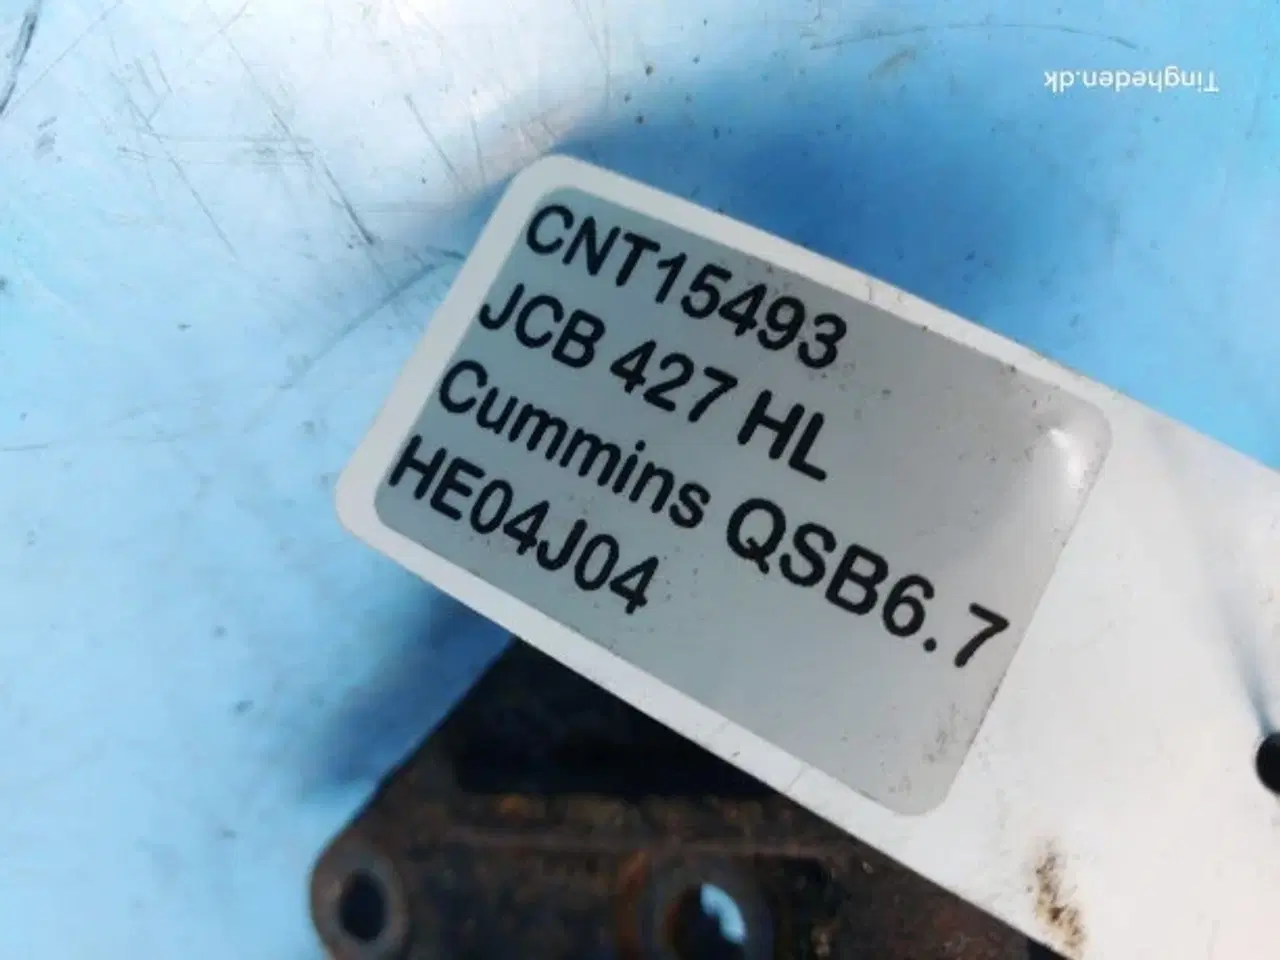 Tingheden.dk
CNT15493
JCB 427 HL
Cummins QSB6.7
HE04J04